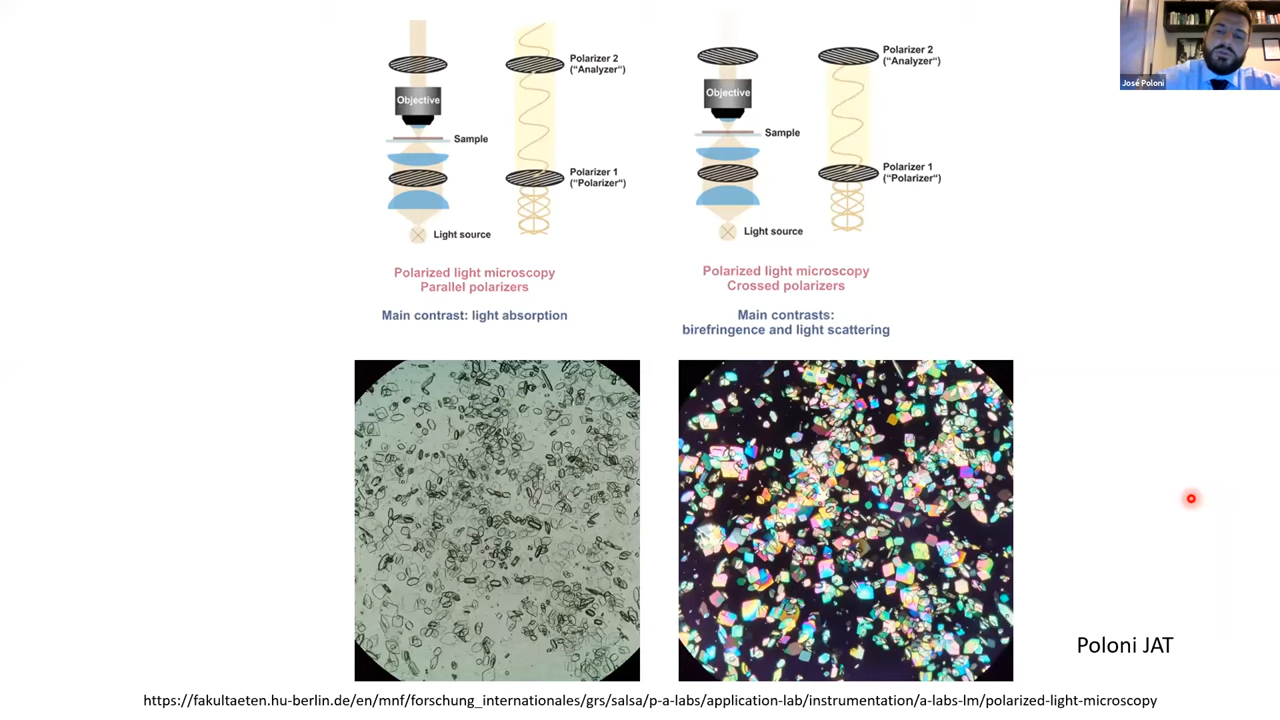 Polarizer 2
("Analyzer“)
Objective
Sample
Polarizer 1
("Polarizer“)
Light source
Polarized light microscopy
Parallel polarizers
Main contrast: light absorption
Polarizer 2
("Analyzer“)
Objective
Sample
Polarizer 1
("Polarizer“)
Light source
Polarized light microscopy
Crossed polarizers
Main contrasts:
birefringence and light scattering
José Poloni
Poloni JAT
https://fakultaeten.hu-berlin.de/en/mnf/forschung_internationales/grs/salsa/p-a-labs/application-lab/instrumentation/a-labs-lm/polarized-light-microscopy